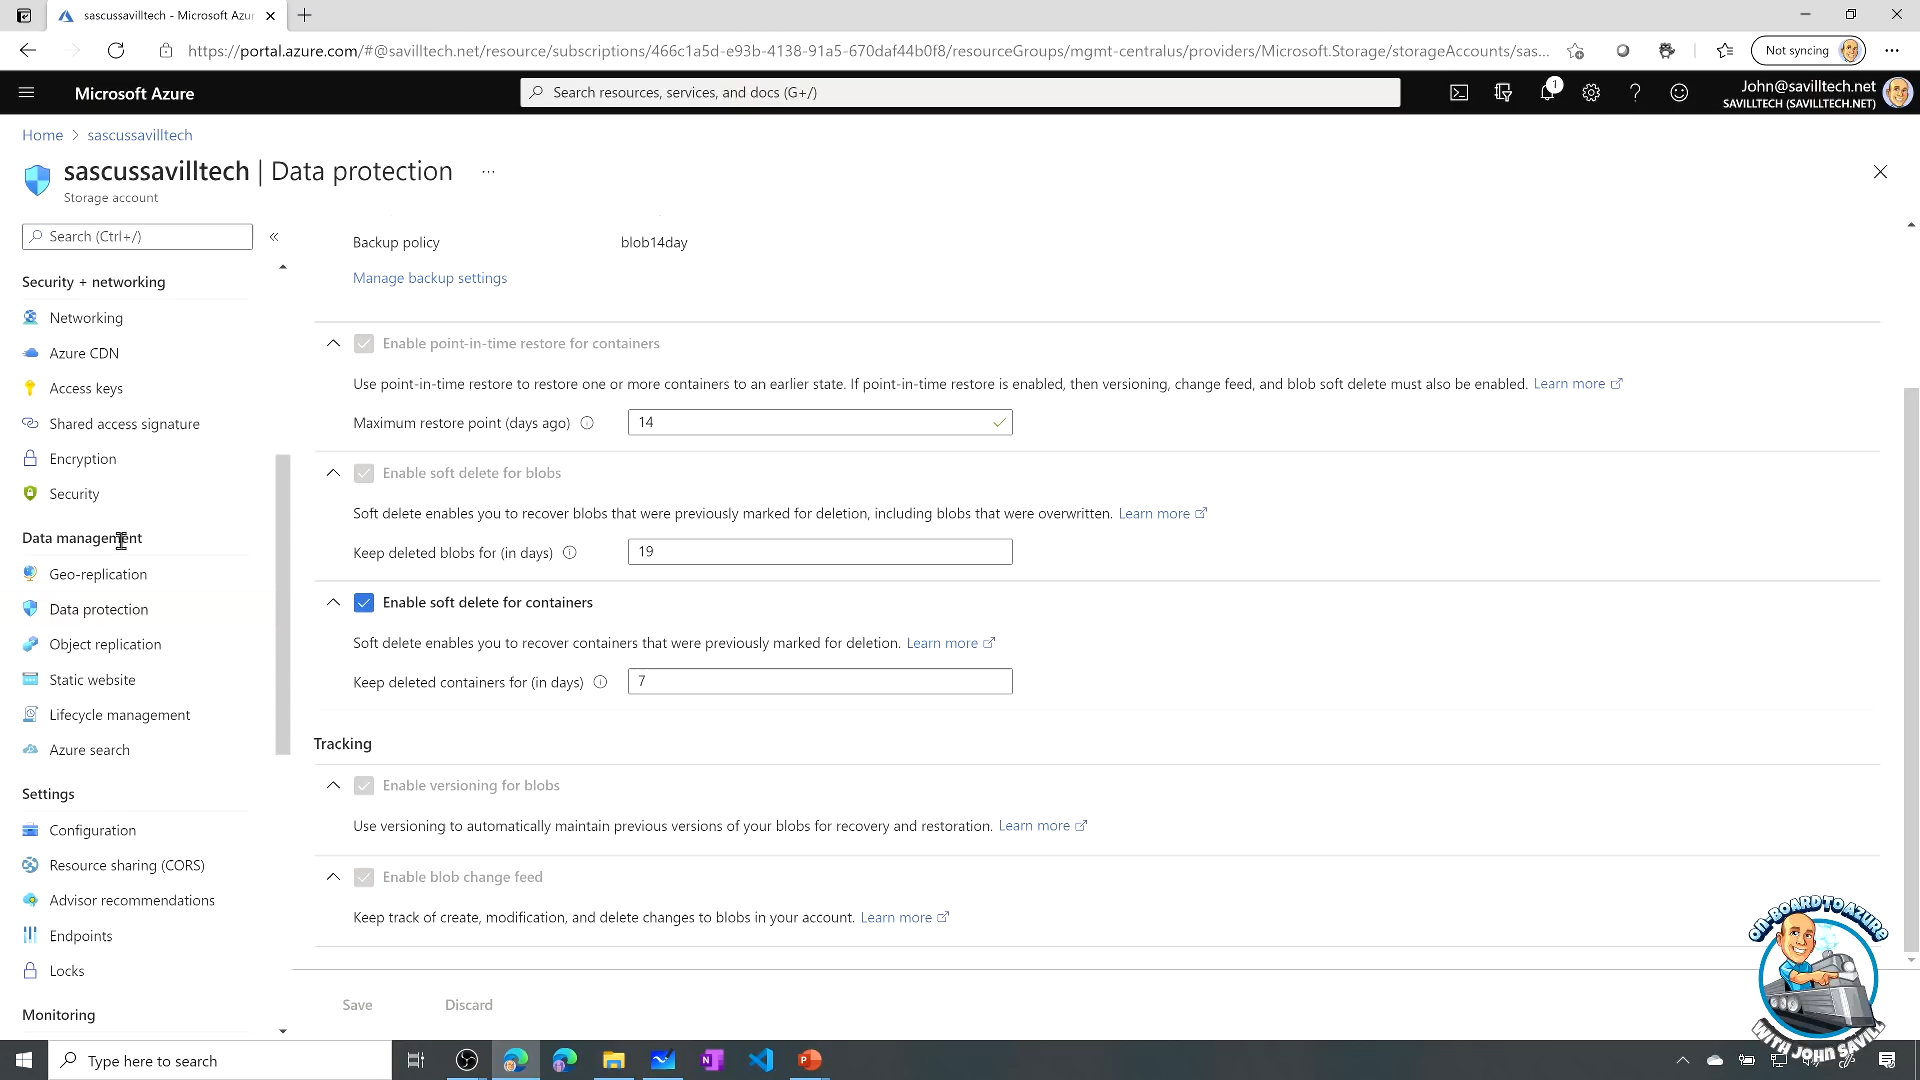 sascussavilltech - Microsoft Azu
https://portal.azure.com/#@savilltech.net/resource/subscriptions/466c1a5d-e93b-4138-91a5-670daf44b0f8/resourceGroups/mgmt-centralus/providers/Microsoft.Storage/storageAccounts/sas...
Not syncing
Microsoft Azure
Search resources, services, and docs (G+/)
1
John@savilltech.net
SAVILLTECH (SAVILLTECH.NET)
Home > sascussavilltech
sascussavilltech | Data protection ...
Storage account
Search (Ctrl+/)
«
Security + networking
Networking
Azure CDN
Access keys
Shared access signature
Encryption
Security
Data management
Geo-replication
Data protection
Object replication
Static website
Lifecycle management
Azure search
Settings
Configuration
Resource sharing (CORS)
Advisor recommendations
Endpoints
Locks
Monitoring
Backup policy blob14day
Manage backup settings
Enable point-in-time restore for containers
Use point-in-time restore to restore one or more containers to an earlier state. If point-in-time restore is enabled, then versioning, change feed, and blob soft delete must also be enabled. Learn more
Maximum restore point (days ago) 14
Enable soft delete for blobs
Soft delete enables you to recover blobs that were previously marked for deletion, including blobs that were overwritten. Learn more
Keep deleted blobs for (in days) 19
Enable soft delete for containers
Soft delete enables you to recover containers that were previously marked for deletion. Learn more
Keep deleted containers for (in days) 7
Tracking
Enable versioning for blobs
Use versioning to automatically maintain previous versions of your blobs for recovery and restoration. Learn more
Enable blob change feed
Keep track of create, modification, and delete changes to blobs in your account. Learn more
Save Discard
ON-BOARD TO AZURE
WITH JOHN SAVILL
Type here to search